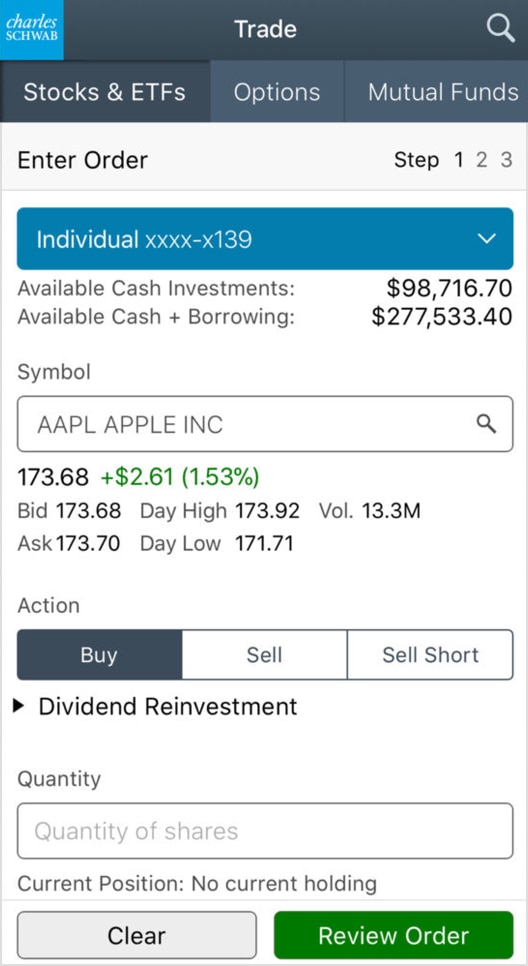 charles
SCHWAB
Trade
Stocks & ETFs Options Mutual Funds
Enter Order Step 1 2 3
Individual xxxx-x139
Available Cash Investments: $98,716.70
Available Cash + Borrowing: $277,533.40
Symbol
AAPL APPLE INC
173.68 +$2.61 (1.53%)
Bid 173.68 Day High 173.92 Vol. 13.3M
Ask 173.70 Day Low 171.71
Action
Buy Sell Sell Short
Dividend Reinvestment
Quantity
Quantity of shares
Current Position: No current holding
Clear Review Order